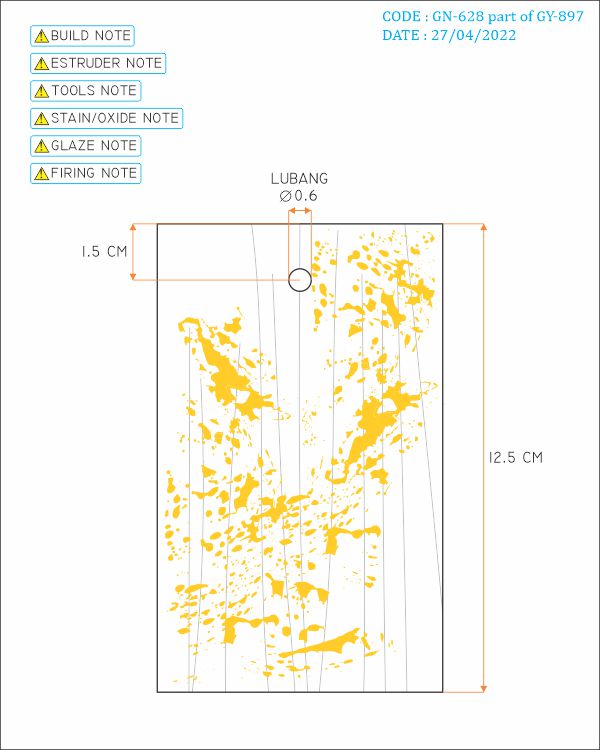 CODE : GN-628 part of GY-897
DATE : 27/04/2022
BUILD NOTE
ESTRUDER NOTE
TOOLS NOTE
STAIN/OXIDE NOTE
GLAZE NOTE
FIRING NOTE
LUBANG
∅0.6
1.5 CM
12.5 CM